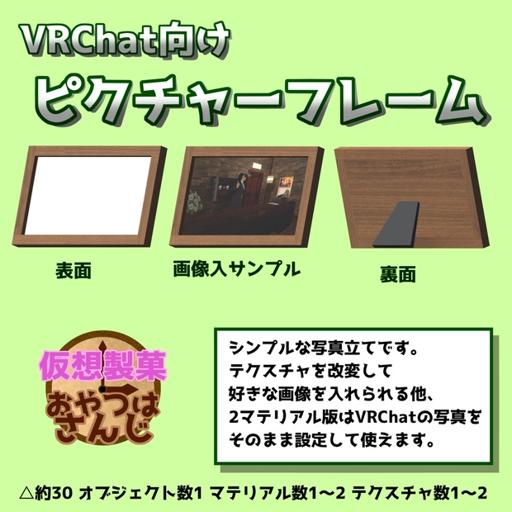 VRChat向け
ピクチャーフレーム
表面
画像入サンプル
裏面
仮想製菓
おやつは
さんじ
シンプルな写真立てです。
テクスチャを改変して
好きな画像を入れられる他、
2マテリアル版はVRChatの写真を
そのまま設定して使えます。
△約30 オブジェクト数1 マテリアル数1～2 テクスチャ数1～2